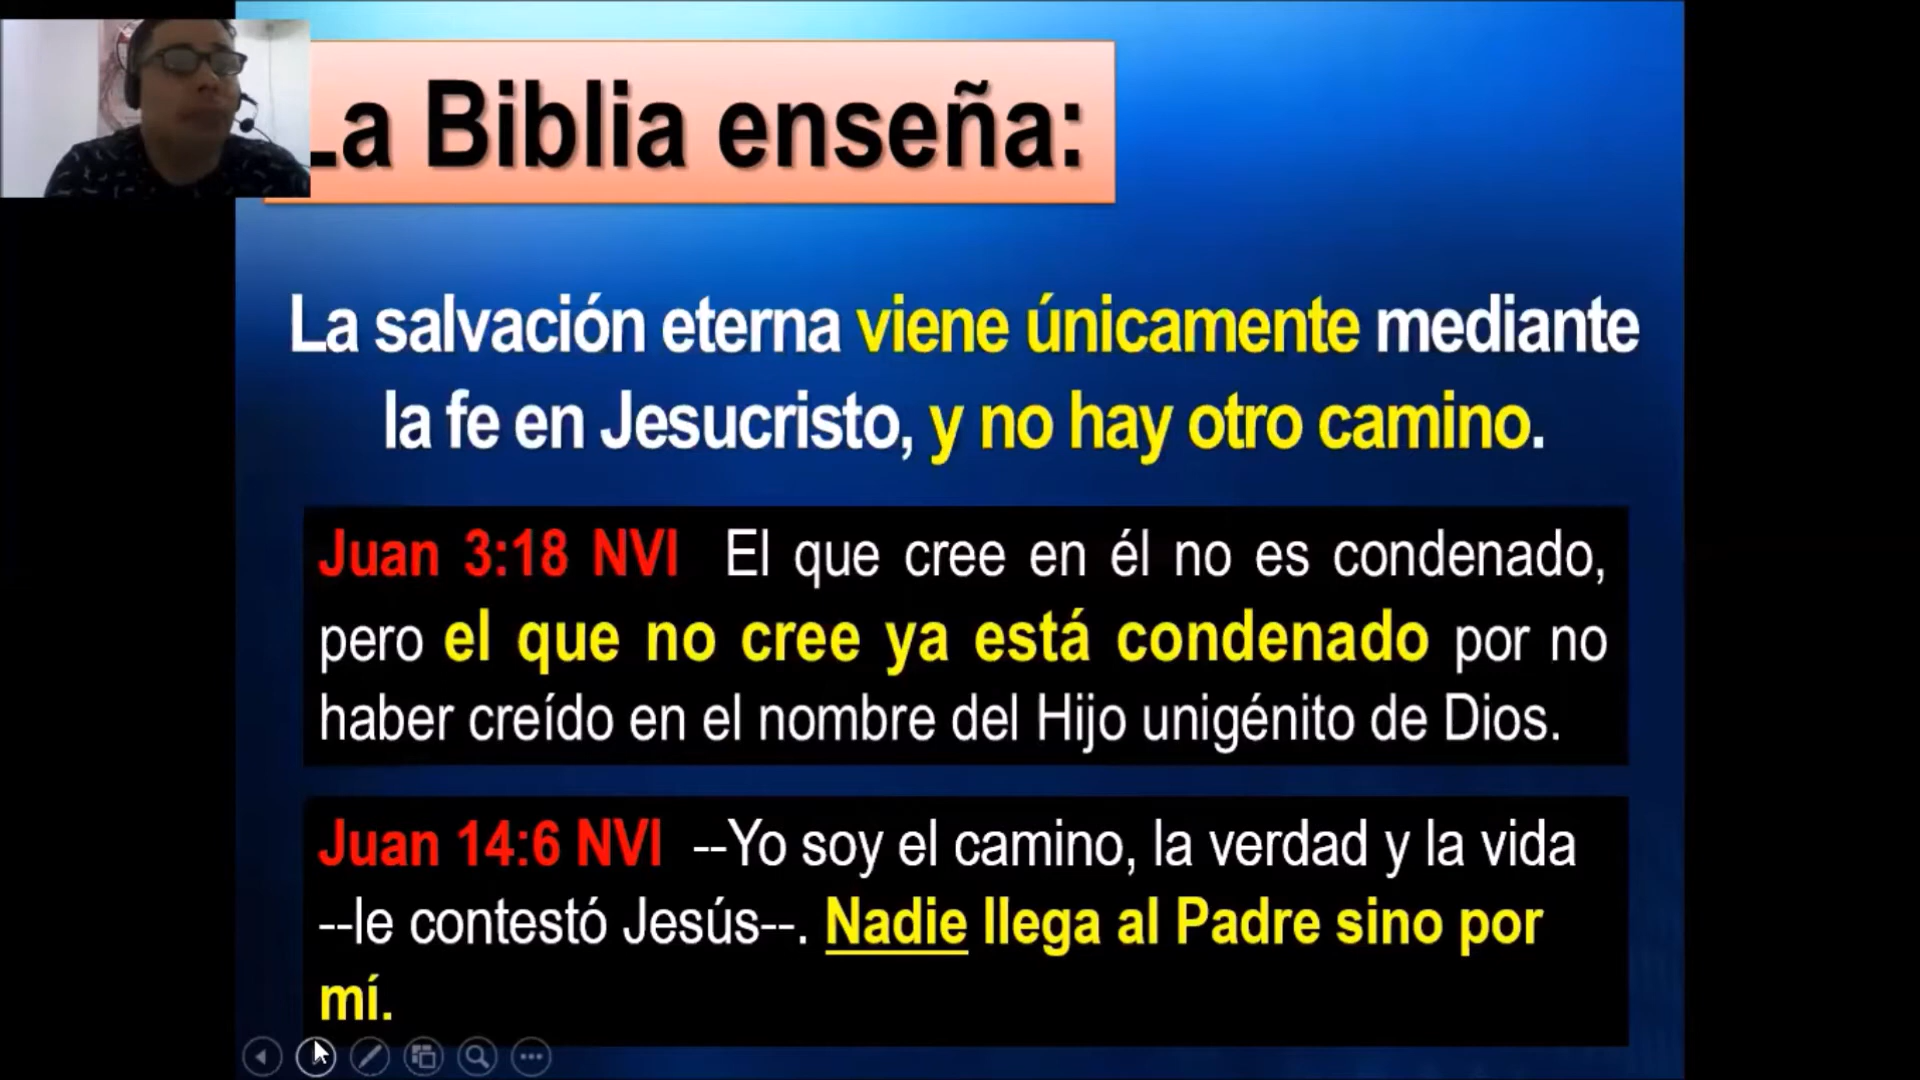 La Biblia enseña:
La salvación eterna viene únicamente mediante
la fe en Jesucristo, y no hay otro camino.
Juan 3:18 NVI El que cree en él no es condenado,
pero el que no cree ya está condenado por no
haber creído en el nombre del Hijo unigénito de Dios.
Juan 14:6 NVI --Yo soy el camino, la verdad y la vida
--le contestó Jesús--. Nadie llega al Padre sino por
mí.